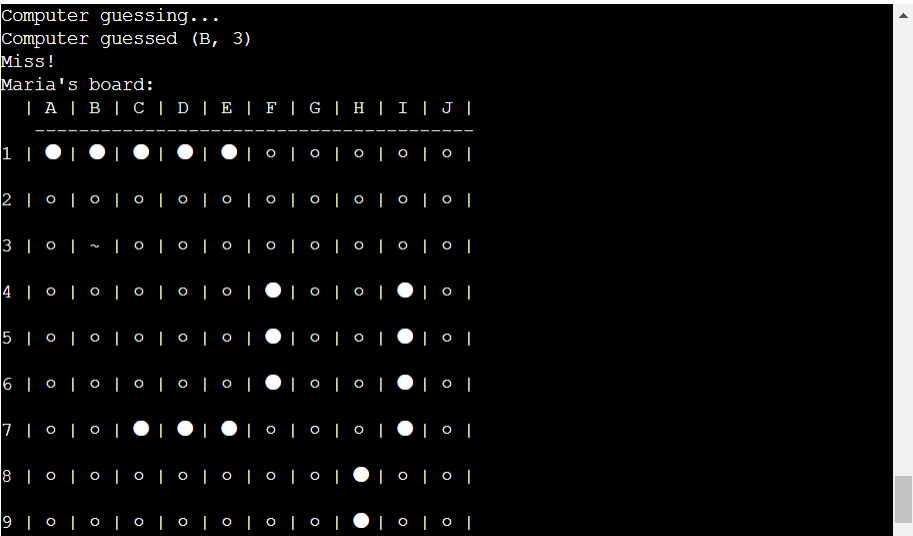 Computer guessing...
Computer guessed (B, 3)
Miss!
Maria's board:
  | A | B | C | D | E | F | G | H | I | J |
   ----------------------------------------
1 | ● | ● | ● | ● | ● | o | o | o | o | o |
2 | o | o | o | o | o | o | o | o | o | o |
3 | o | ~ | o | o | o | o | o | o | o | o |
4 | o | o | o | o | o | ● | o | o | ● | o |
5 | o | o | o | o | o | ● | o | o | ● | o |
6 | o | o | o | o | o | ● | o | o | ● | o |
7 | o | o | ● | ● | ● | o | o | o | ● | o |
8 | o | o | o | o | o | o | o | ● | o | o |
9 | o | o | o | o | o | o | o | ● | o | o |